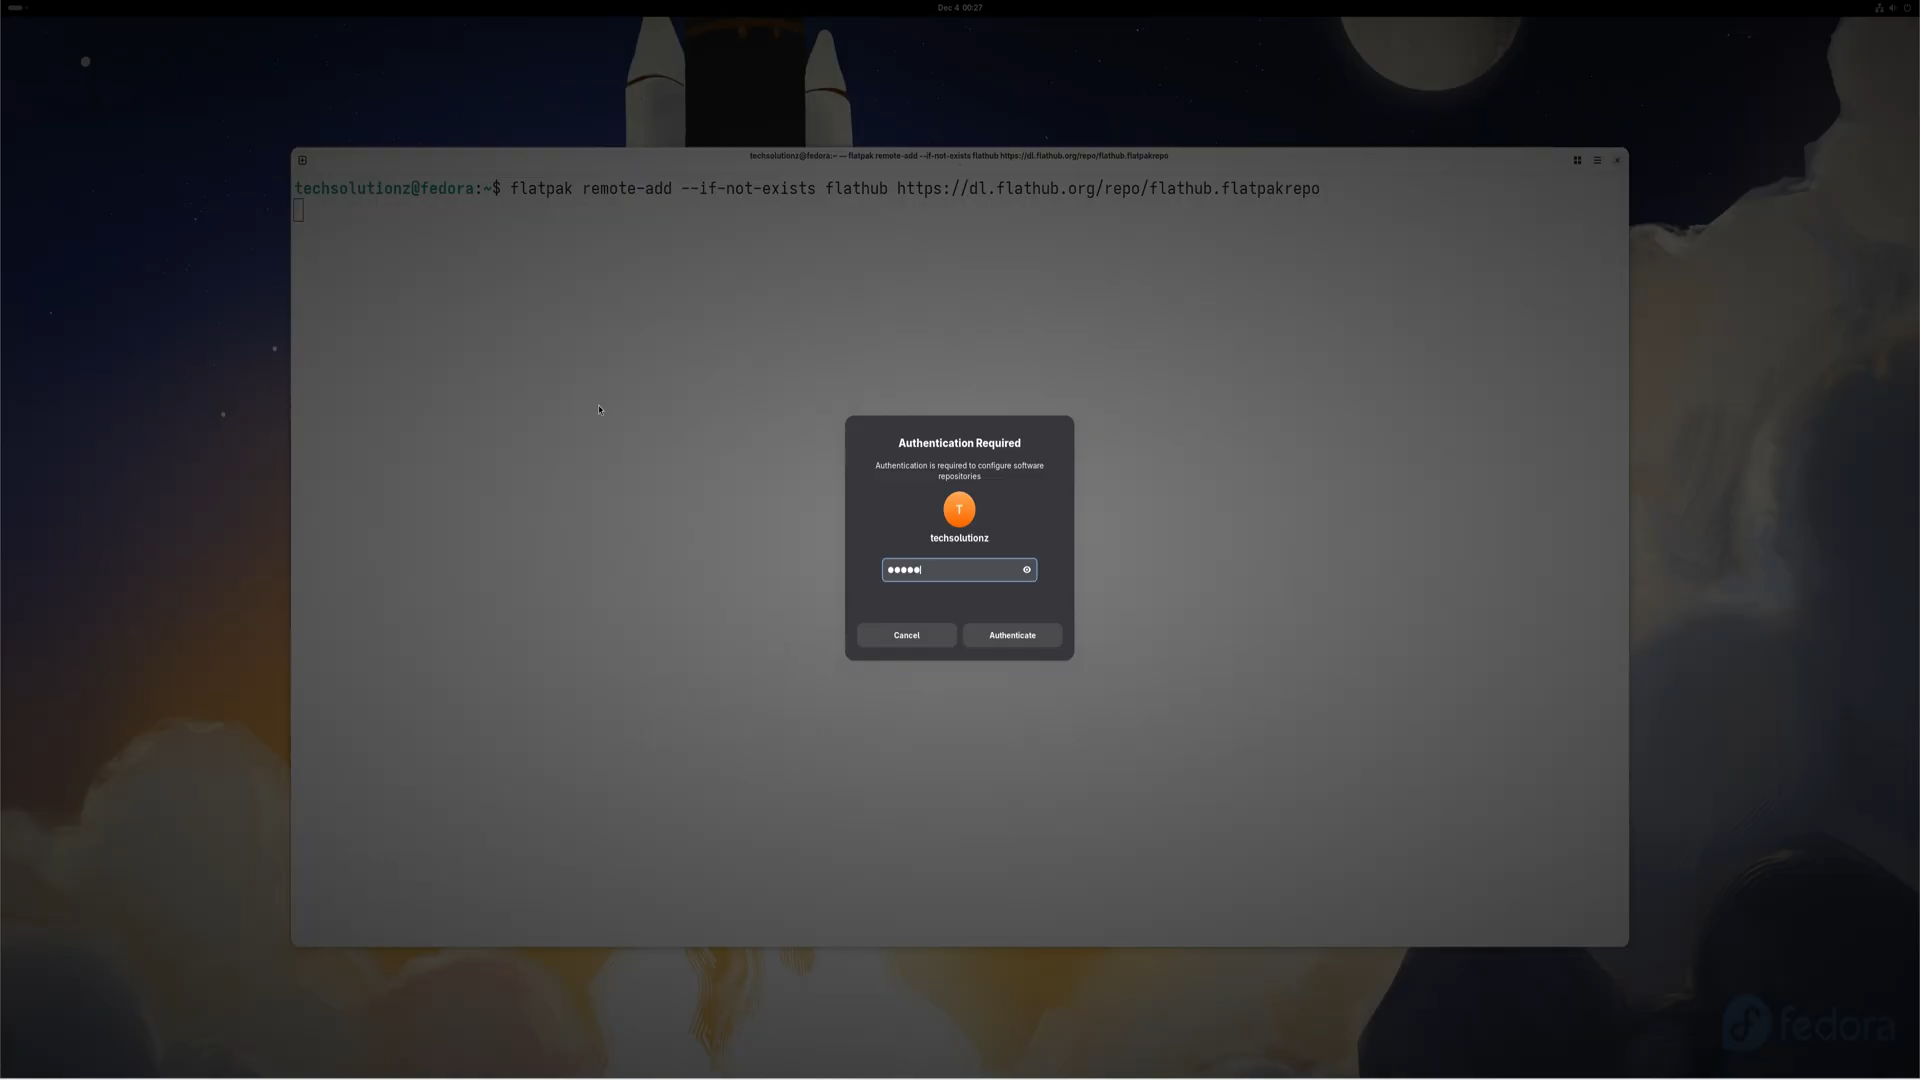 Dec 4 00:27
techsolutionz@fedora:~ — flatpak remote-add --if-not-exists flathub https://dl.flathub.org/repo/flathub.flatpakrepo
techsolutionz@fedora:~$ flatpak remote-add --if-not-exists flathub https://dl.flathub.org/repo/flathub.flatpakrepo
Authentication Required
Authentication is required to configure software
repositories
T
techsolutionz
●●●●●
Cancel
Authenticate
fedora